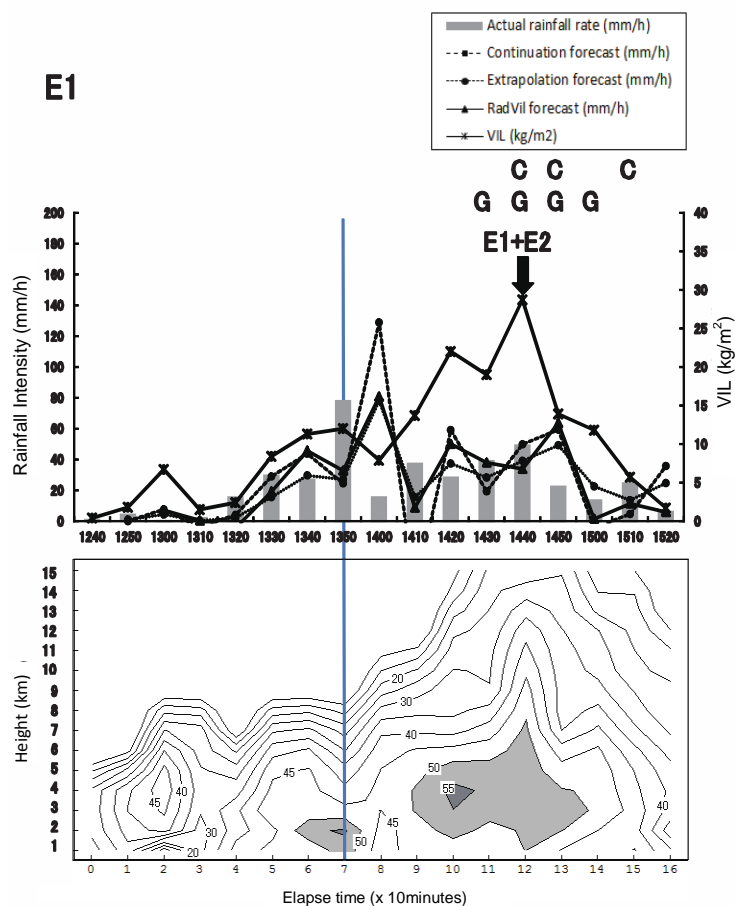 Actual rainfall rate (mm/h)
Continuation forecast (mm/h)
Extrapolation forecast (mm/h)
RadVil forecast (mm/h)
VIL (kg/m2)
E1
C C C
G G G G
E1+E2
200 180 160 140 120 100 80 60 40 20 0
Rainfall Intensity (mm/h)
40 35 30 25 20 15 10 5 0
VIL (kg/m2)
1240 1250 1300 1310 1320 1330 1340 1350 1400 1410 1420 1430 1440 1450 1500 1510 1520
15 14 13 12 11 10 9 8 7 6 5 4 3 2 1
Height (km)
20
30
40
45
50
55
40
45
30
20
50
45
40
0 1 2 3 4 5 6 7 8 9 10 11 12 13 14 15 16
Elapse time (x 10minutes)